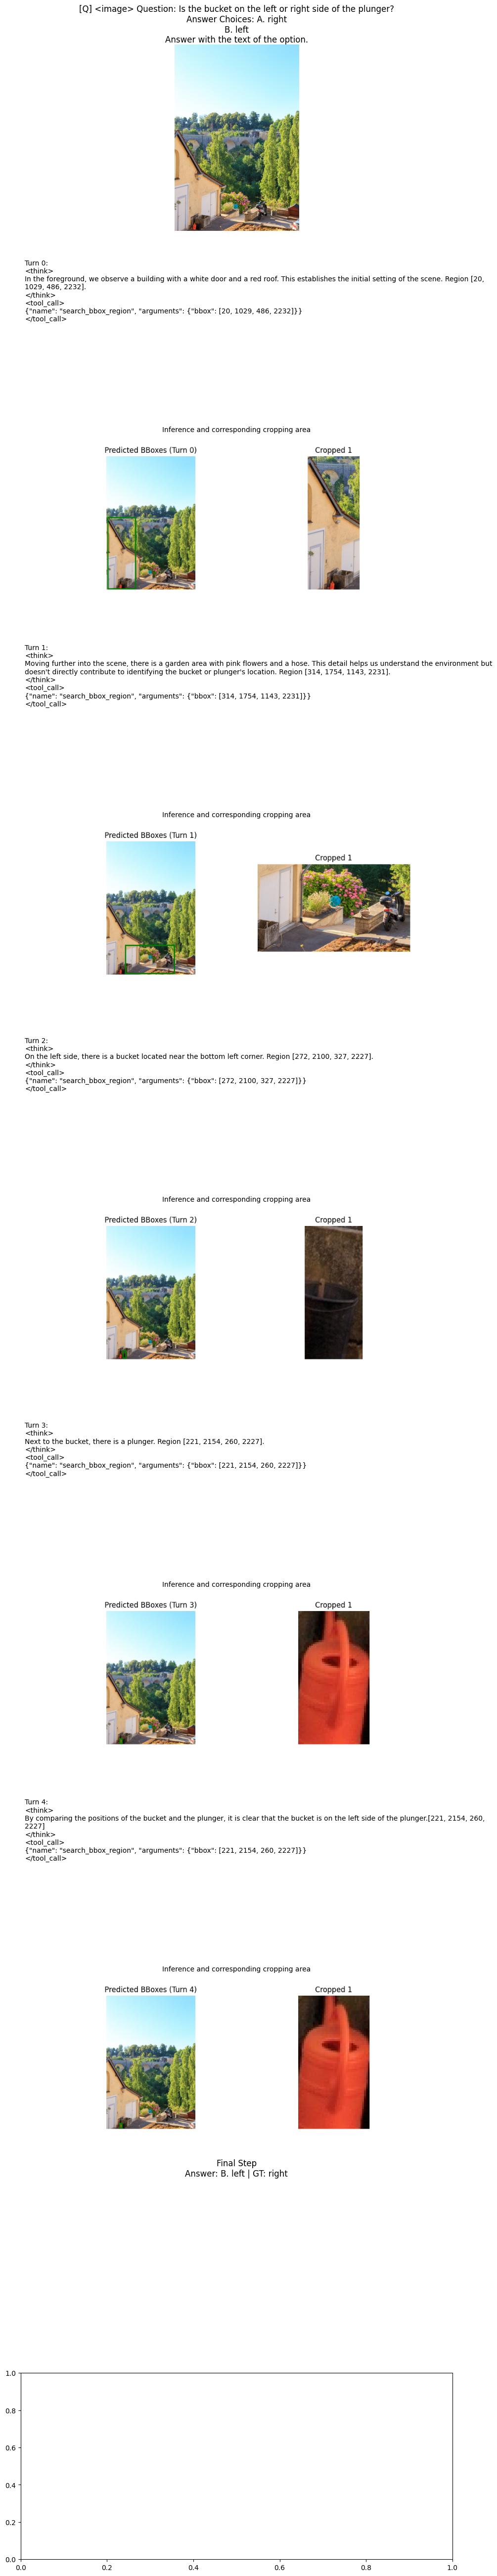 [Q] <image> Question: Is the bucket on the left or right side of the plunger?
Answer Choices: A. right
B. left
Answer with the text of the option.
Turn 0:
<think>
In the foreground, we observe a building with a white door and a red roof. This establishes the initial setting of the scene. Region [20,
1029, 486, 2232].
</think>
<tool_call>
{"name": "search_bbox_region", "arguments": {"bbox": [20, 1029, 486, 2232]}}
</tool_call>
Inference and corresponding cropping area
Predicted BBoxes (Turn 0)
Cropped 1
Turn 1:
<think>
Moving further into the scene, there is a garden area with pink flowers and a hose. This detail helps us understand the environment but
doesn't directly contribute to identifying the bucket or plunger's location. Region [314, 1754, 1143, 2231].
</think>
<tool_call>
{"name": "search_bbox_region", "arguments": {"bbox": [314, 1754, 1143, 2231]}}
</tool_call>
Inference and corresponding cropping area
Predicted BBoxes (Turn 1)
Cropped 1
Turn 2:
<think>
On the left side, there is a bucket located near the bottom left corner. Region [272, 2100, 327, 2227].
</think>
<tool_call>
{"name": "search_bbox_region", "arguments": {"bbox": [272, 2100, 327, 2227]}}
</tool_call>
Inference and corresponding cropping area
Predicted BBoxes (Turn 2)
Cropped 1
Turn 3:
<think>
Next to the bucket, there is a plunger. Region [221, 2154, 260, 2227].
</think>
<tool_call>
{"name": "search_bbox_region", "arguments": {"bbox": [221, 2154, 260, 2227]}}
</tool_call>
Inference and corresponding cropping area
Predicted BBoxes (Turn 3)
Cropped 1
Turn 4:
<think>
By comparing the positions of the bucket and the plunger, it is clear that the bucket is on the left side of the plunger.[221, 2154, 260,
2227]
</think>
<tool_call>
{"name": "search_bbox_region", "arguments": {"bbox": [221, 2154, 260, 2227]}}
</tool_call>
Inference and corresponding cropping area
Predicted BBoxes (Turn 4)
Cropped 1
Final Step
Answer: B. left | GT: right
1.0
0.8
0.6
0.4
0.2
0.0
0.0 0.2 0.4 0.6 0.8 1.0